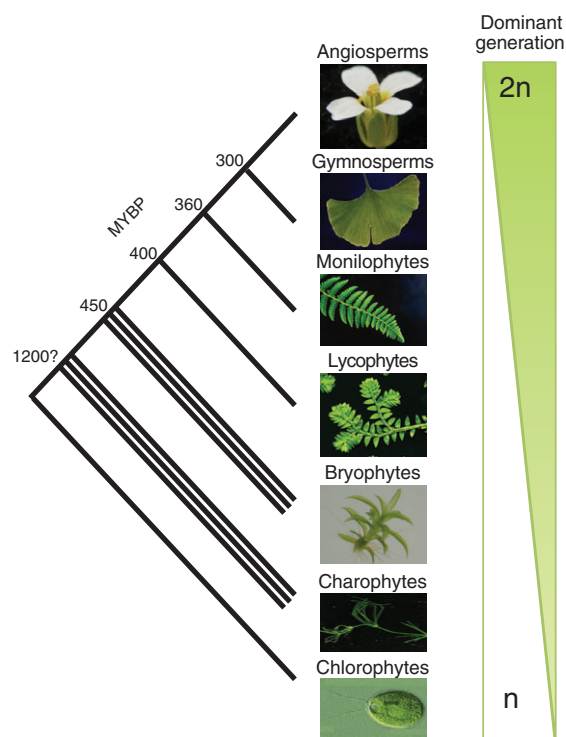 Dominant
generation
Angiosperms
2n
Gymnosperms
300
360
MYBP
400
Monilophytes
450
Lycophytes
1200?
Bryophytes
Charophytes
Chlorophytes
n